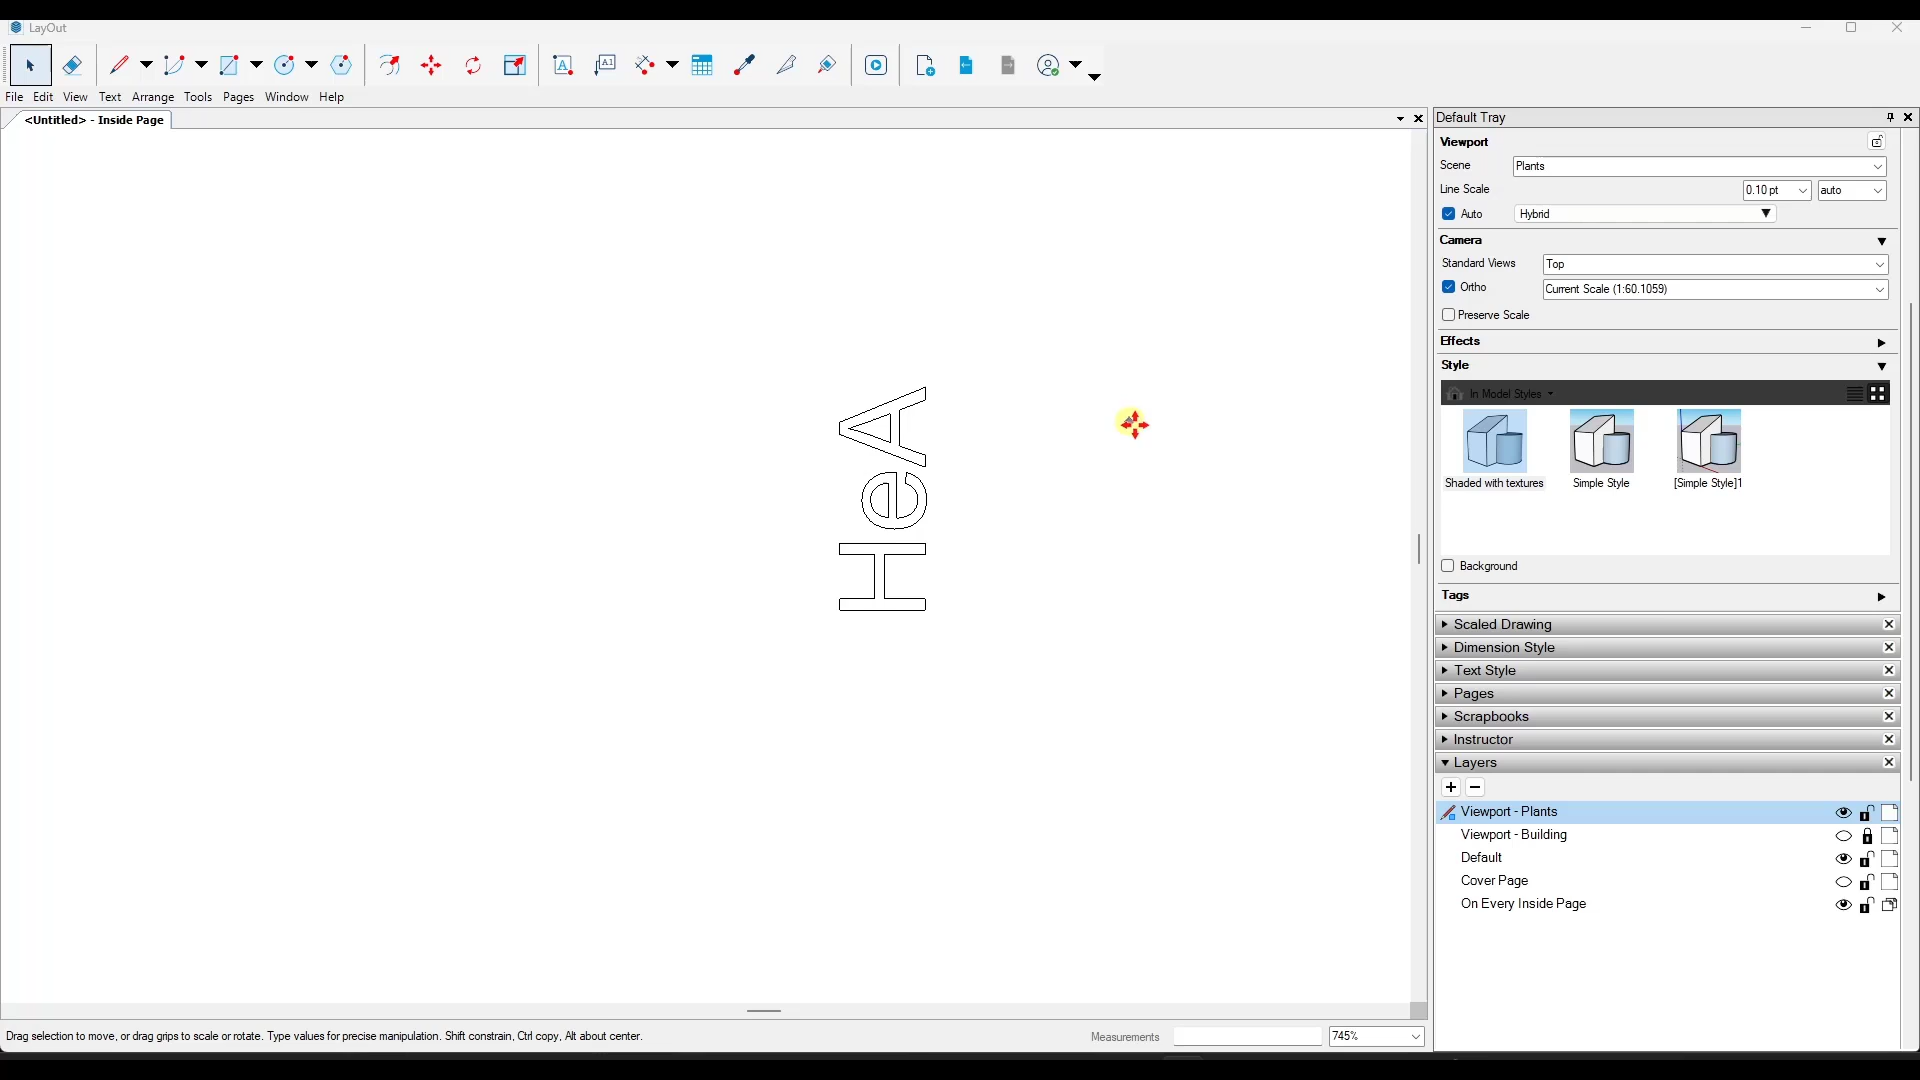 LayOut
A1
File Edit View Text Arrange Tools Pages Window Help
<Untitled> - Inside Page
HeA
Drag selection to move, or drag grips to scale or rotate. Type values for precise manipulation. Shift constrain, Ctrl copy, Alt about center.
Measurements
745%
Default Tray
Viewport
Scene Plants
Line Scale 0.10 pt auto
Auto Hybrid
Camera
Standard Views Top
Ortho Current Scale (1:60.1059)
Preserve Scale
Effects
Style
In Model Styles
Shaded with textures Simple Style [Simple Style]1
Background
Tags
Scaled Drawing
Dimension Style
Text Style
Pages
Scrapbooks
Instructor
Layers
Viewport - Plants
Viewport - Building
Default
Cover Page
On Every Inside Page